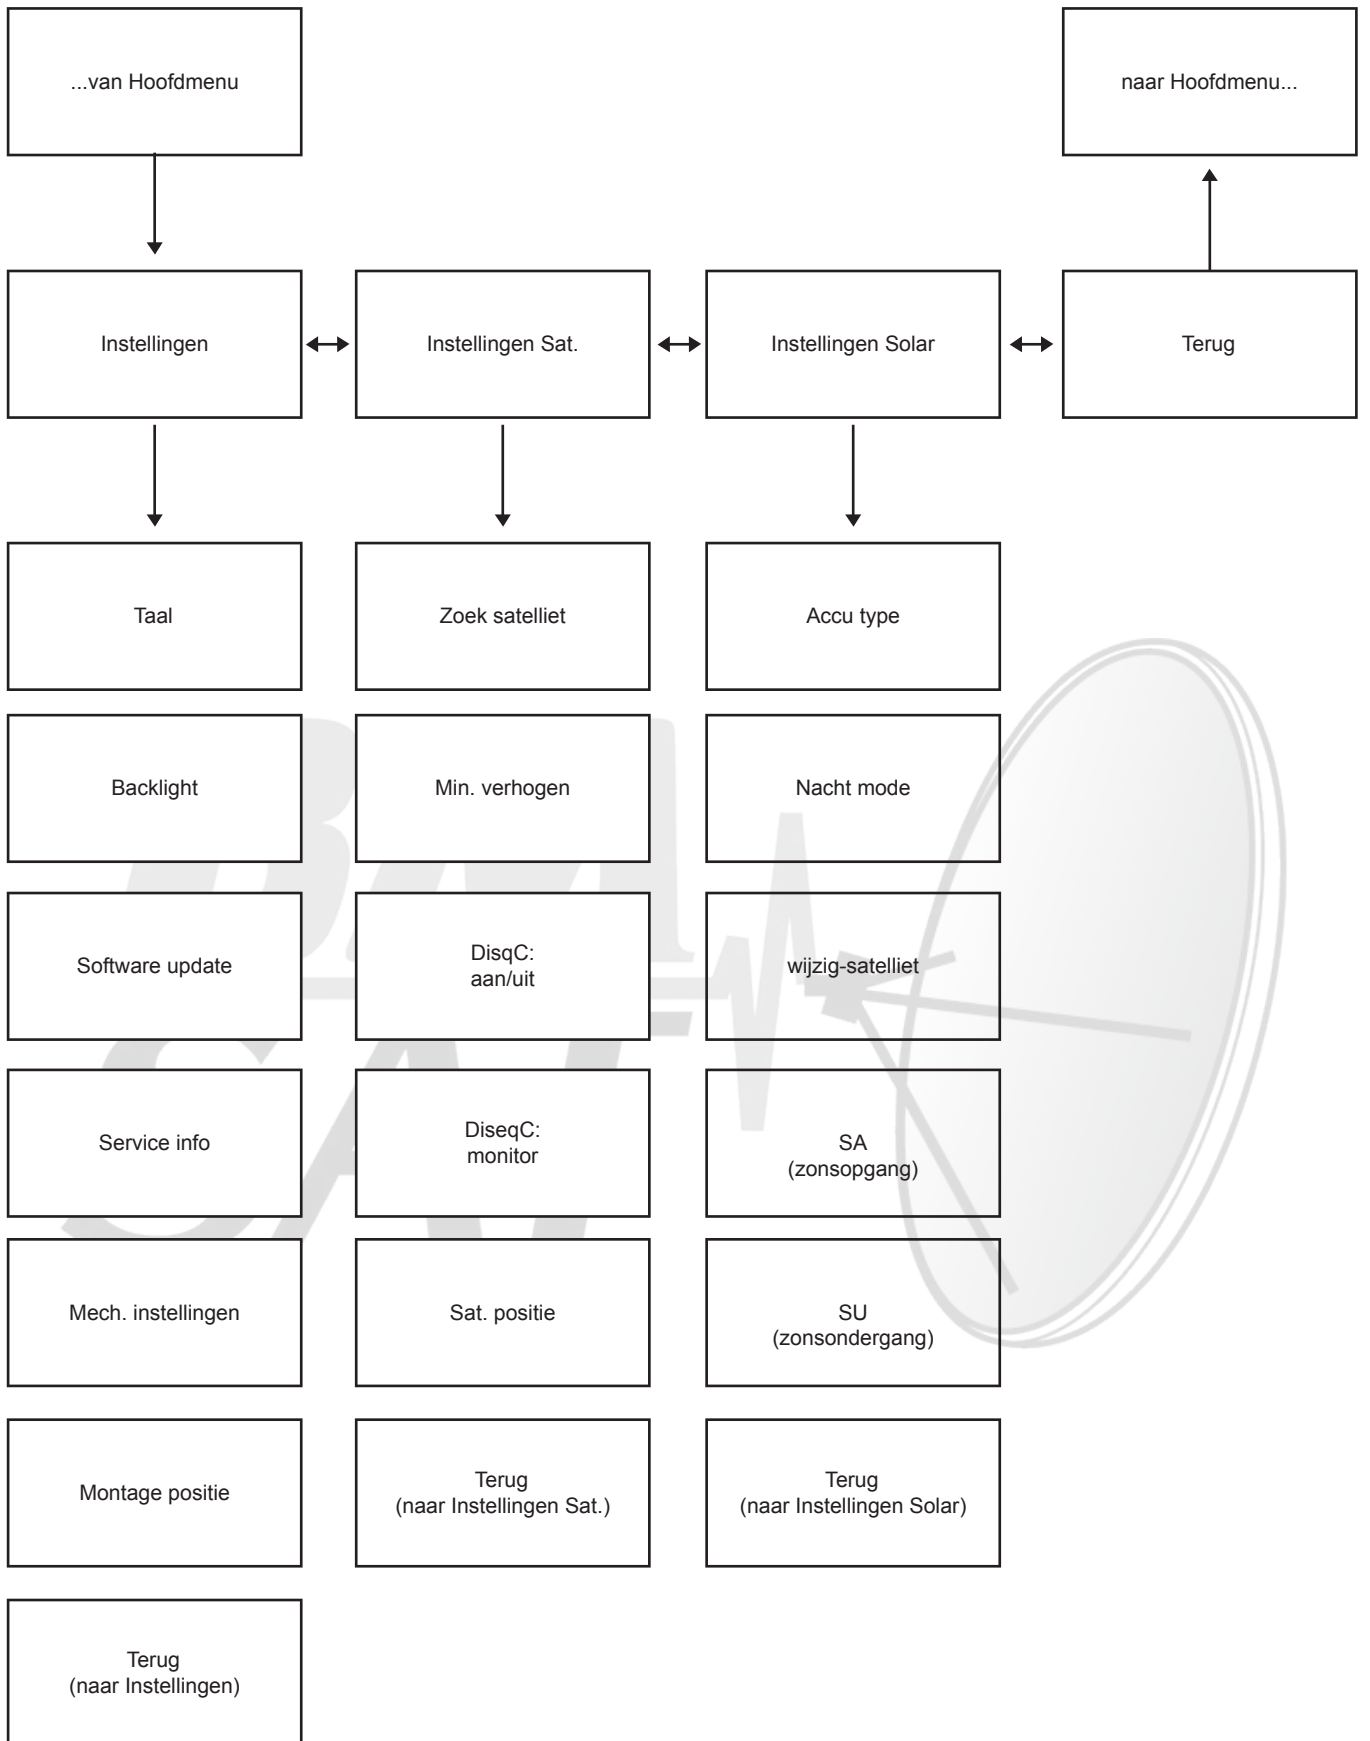 ...van Hoofdmenu
naar Hoofdmenu...
Instellingen
Instellingen Sat.
Instellingen Solar
Terug
Taal
Zoek satelliet
Accu type
Backlight
Min. verhogen
Nacht mode
Software update
DisqC:
aan/uit
wijzig-satelliet
Service info
DiseqC:
monitor
SA
(zonsopgang)
Mech. instellingen
Sat. positie
SU
(zonsondergang)
Montage positie
Terug
(naar Instellingen Sat.)
Terug
(naar Instellingen Solar)
Terug
(naar Instellingen)